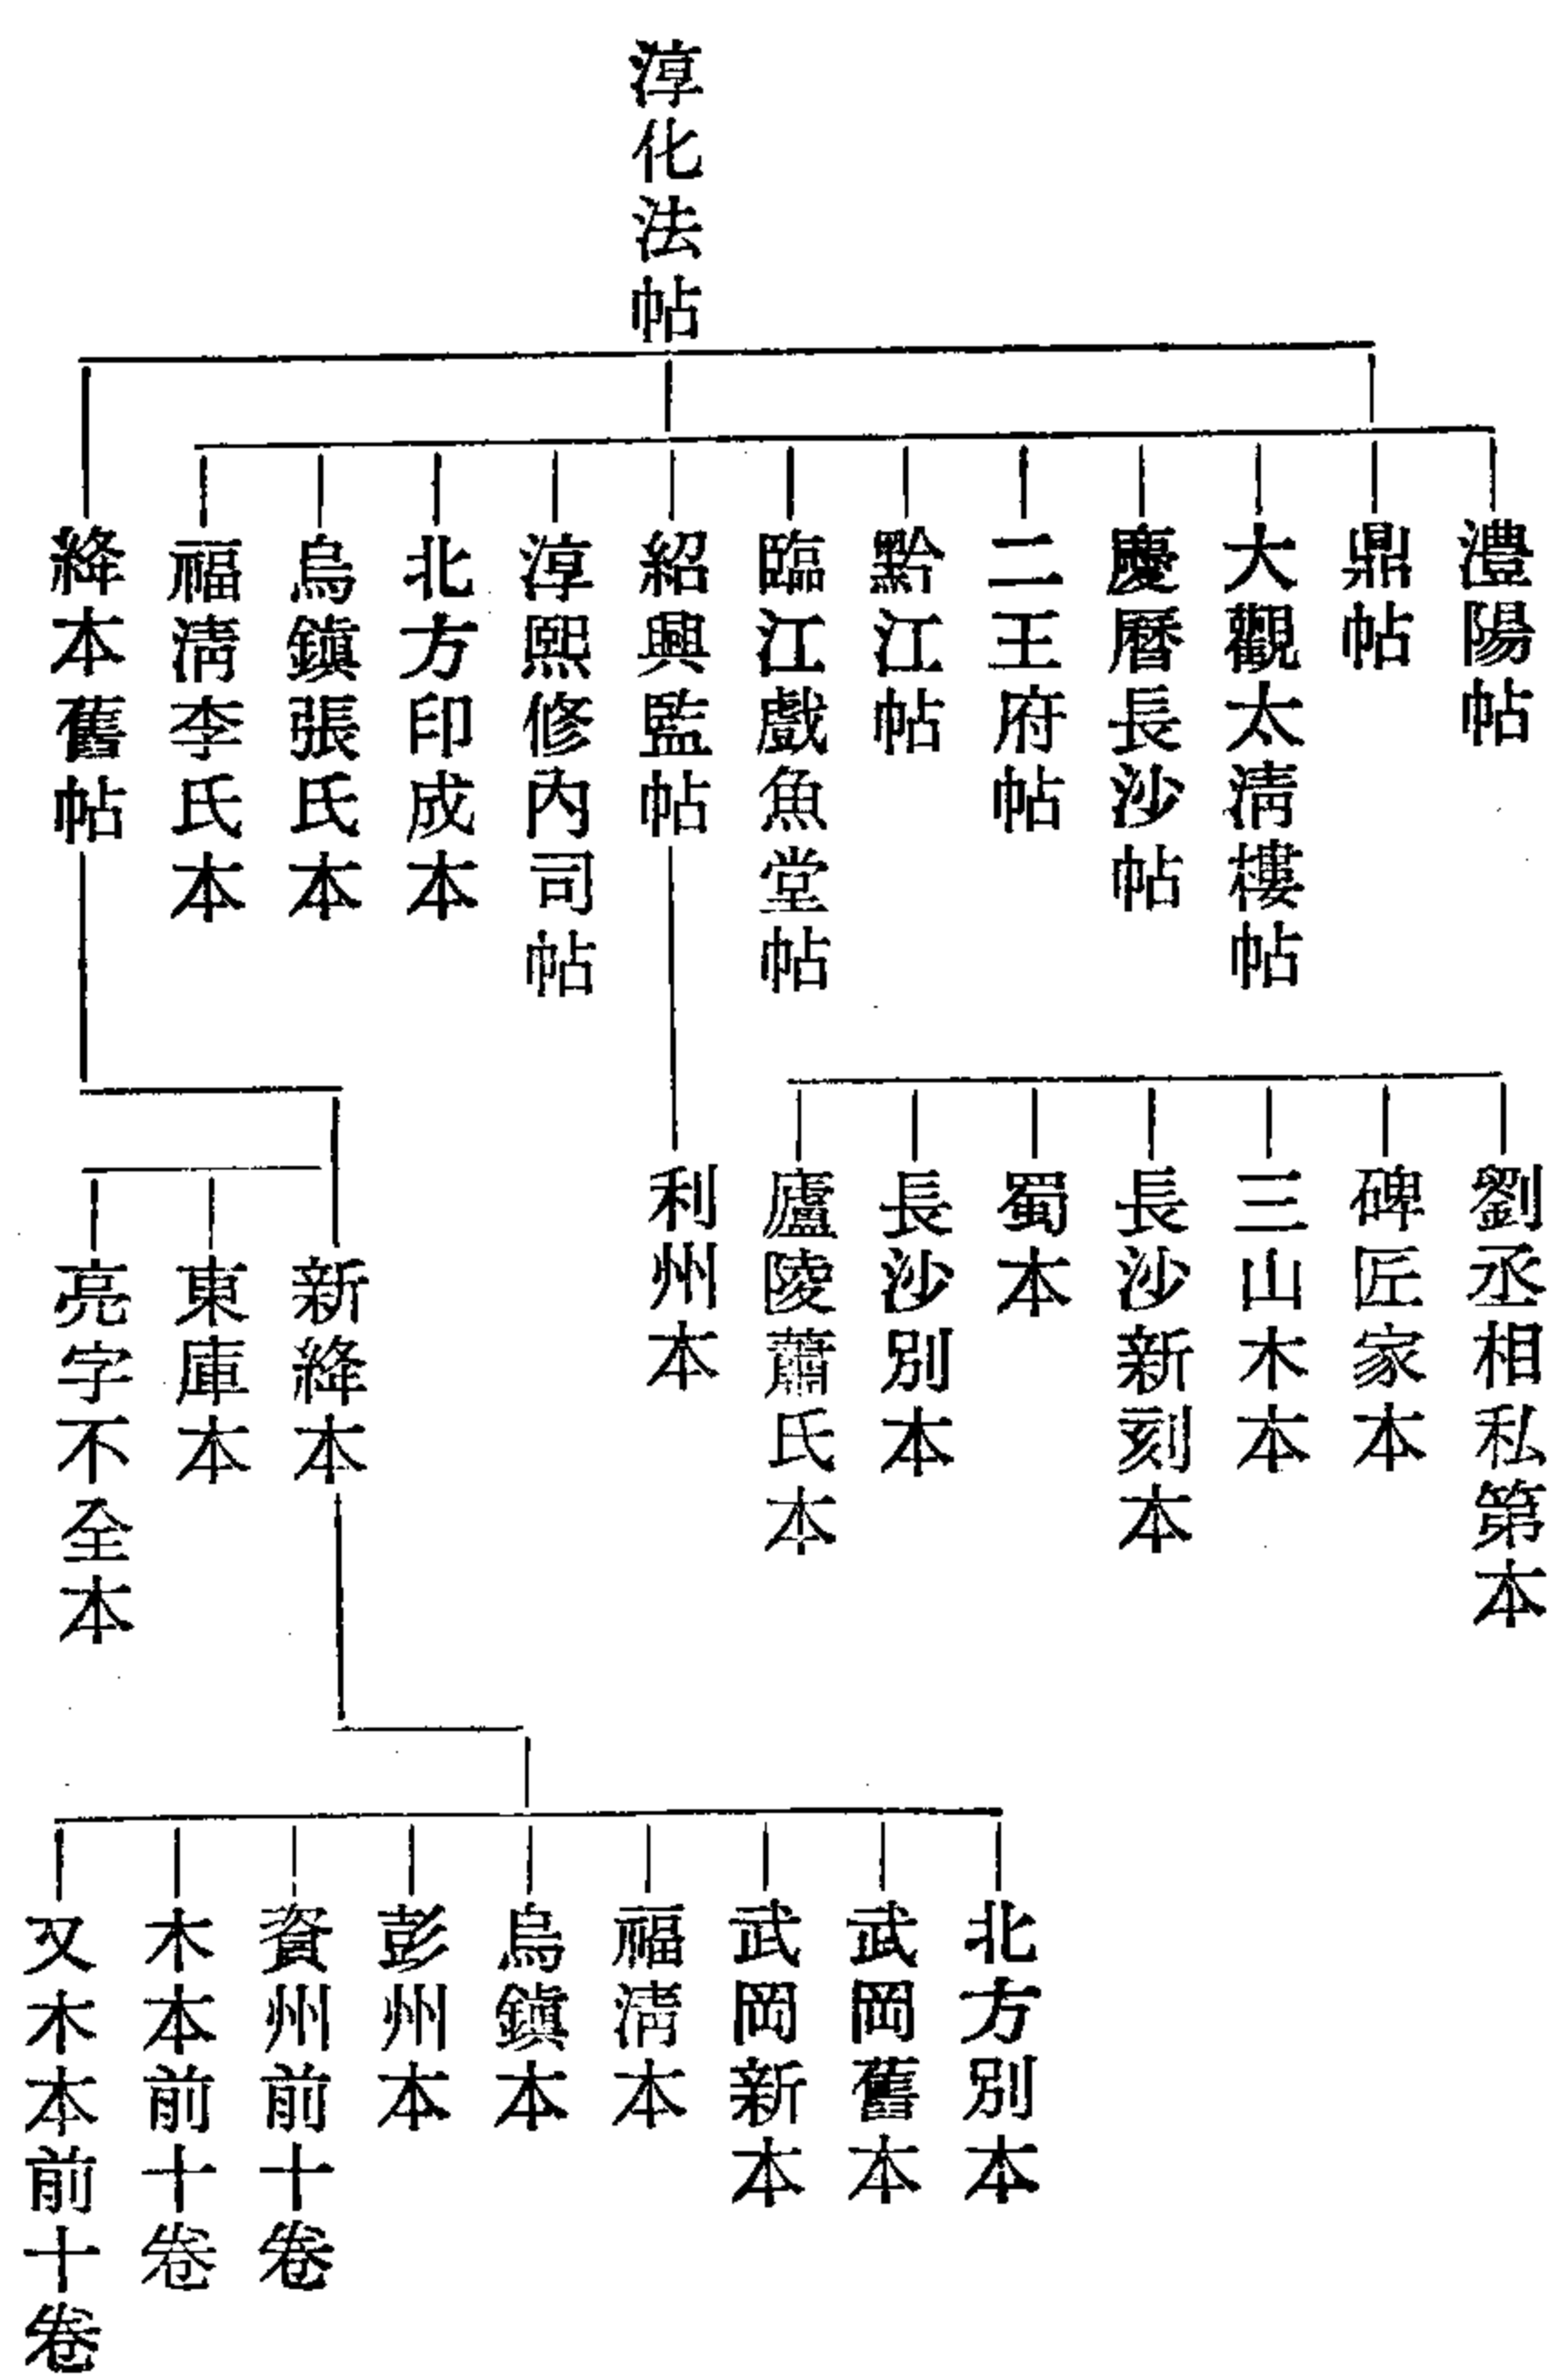 淳化法帖
澧陽帖
鼎帖
大觀太淸樓帖
慶曆長沙帖
二王府帖
黔江帖
臨江戲魚堂帖
紹興監帖
淳熙修內司帖
北方印成本
烏鎭張氏本
福淸李氏本
絳本舊帖
劉丞相私第本
碑匠家本
三山木本
長沙新刻本
蜀本
長沙別本
廬陵蕭氏本
利州本
新絳本
東庫本
亮字不全本
北方別本
武岡舊本
武岡新本
福淸本
烏鎭本
彭州本
資州前十卷
木本前十卷
又木本前十卷